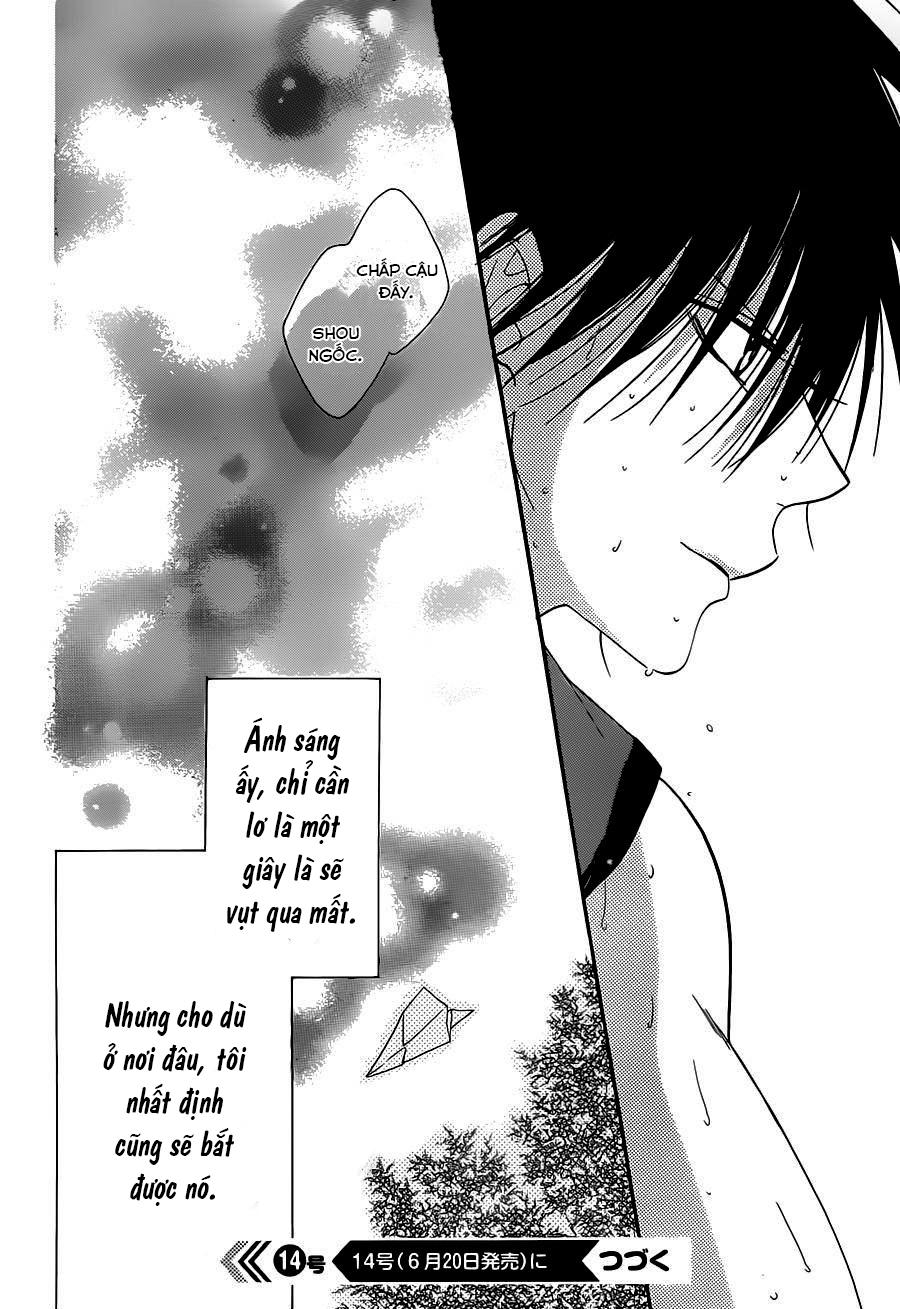 CHẤP CẬU
ĐẤY.
SHOU
NGỐC.
Ánh sáng
ấy, chỉ cần
lơ là một
giây là sẽ
vụt qua mất.
Nhưng cho dù
ở nơi đâu, tôi
nhất định
cũng sẽ bắt
được nó.
14号 14号(6月20日発売)に つづく